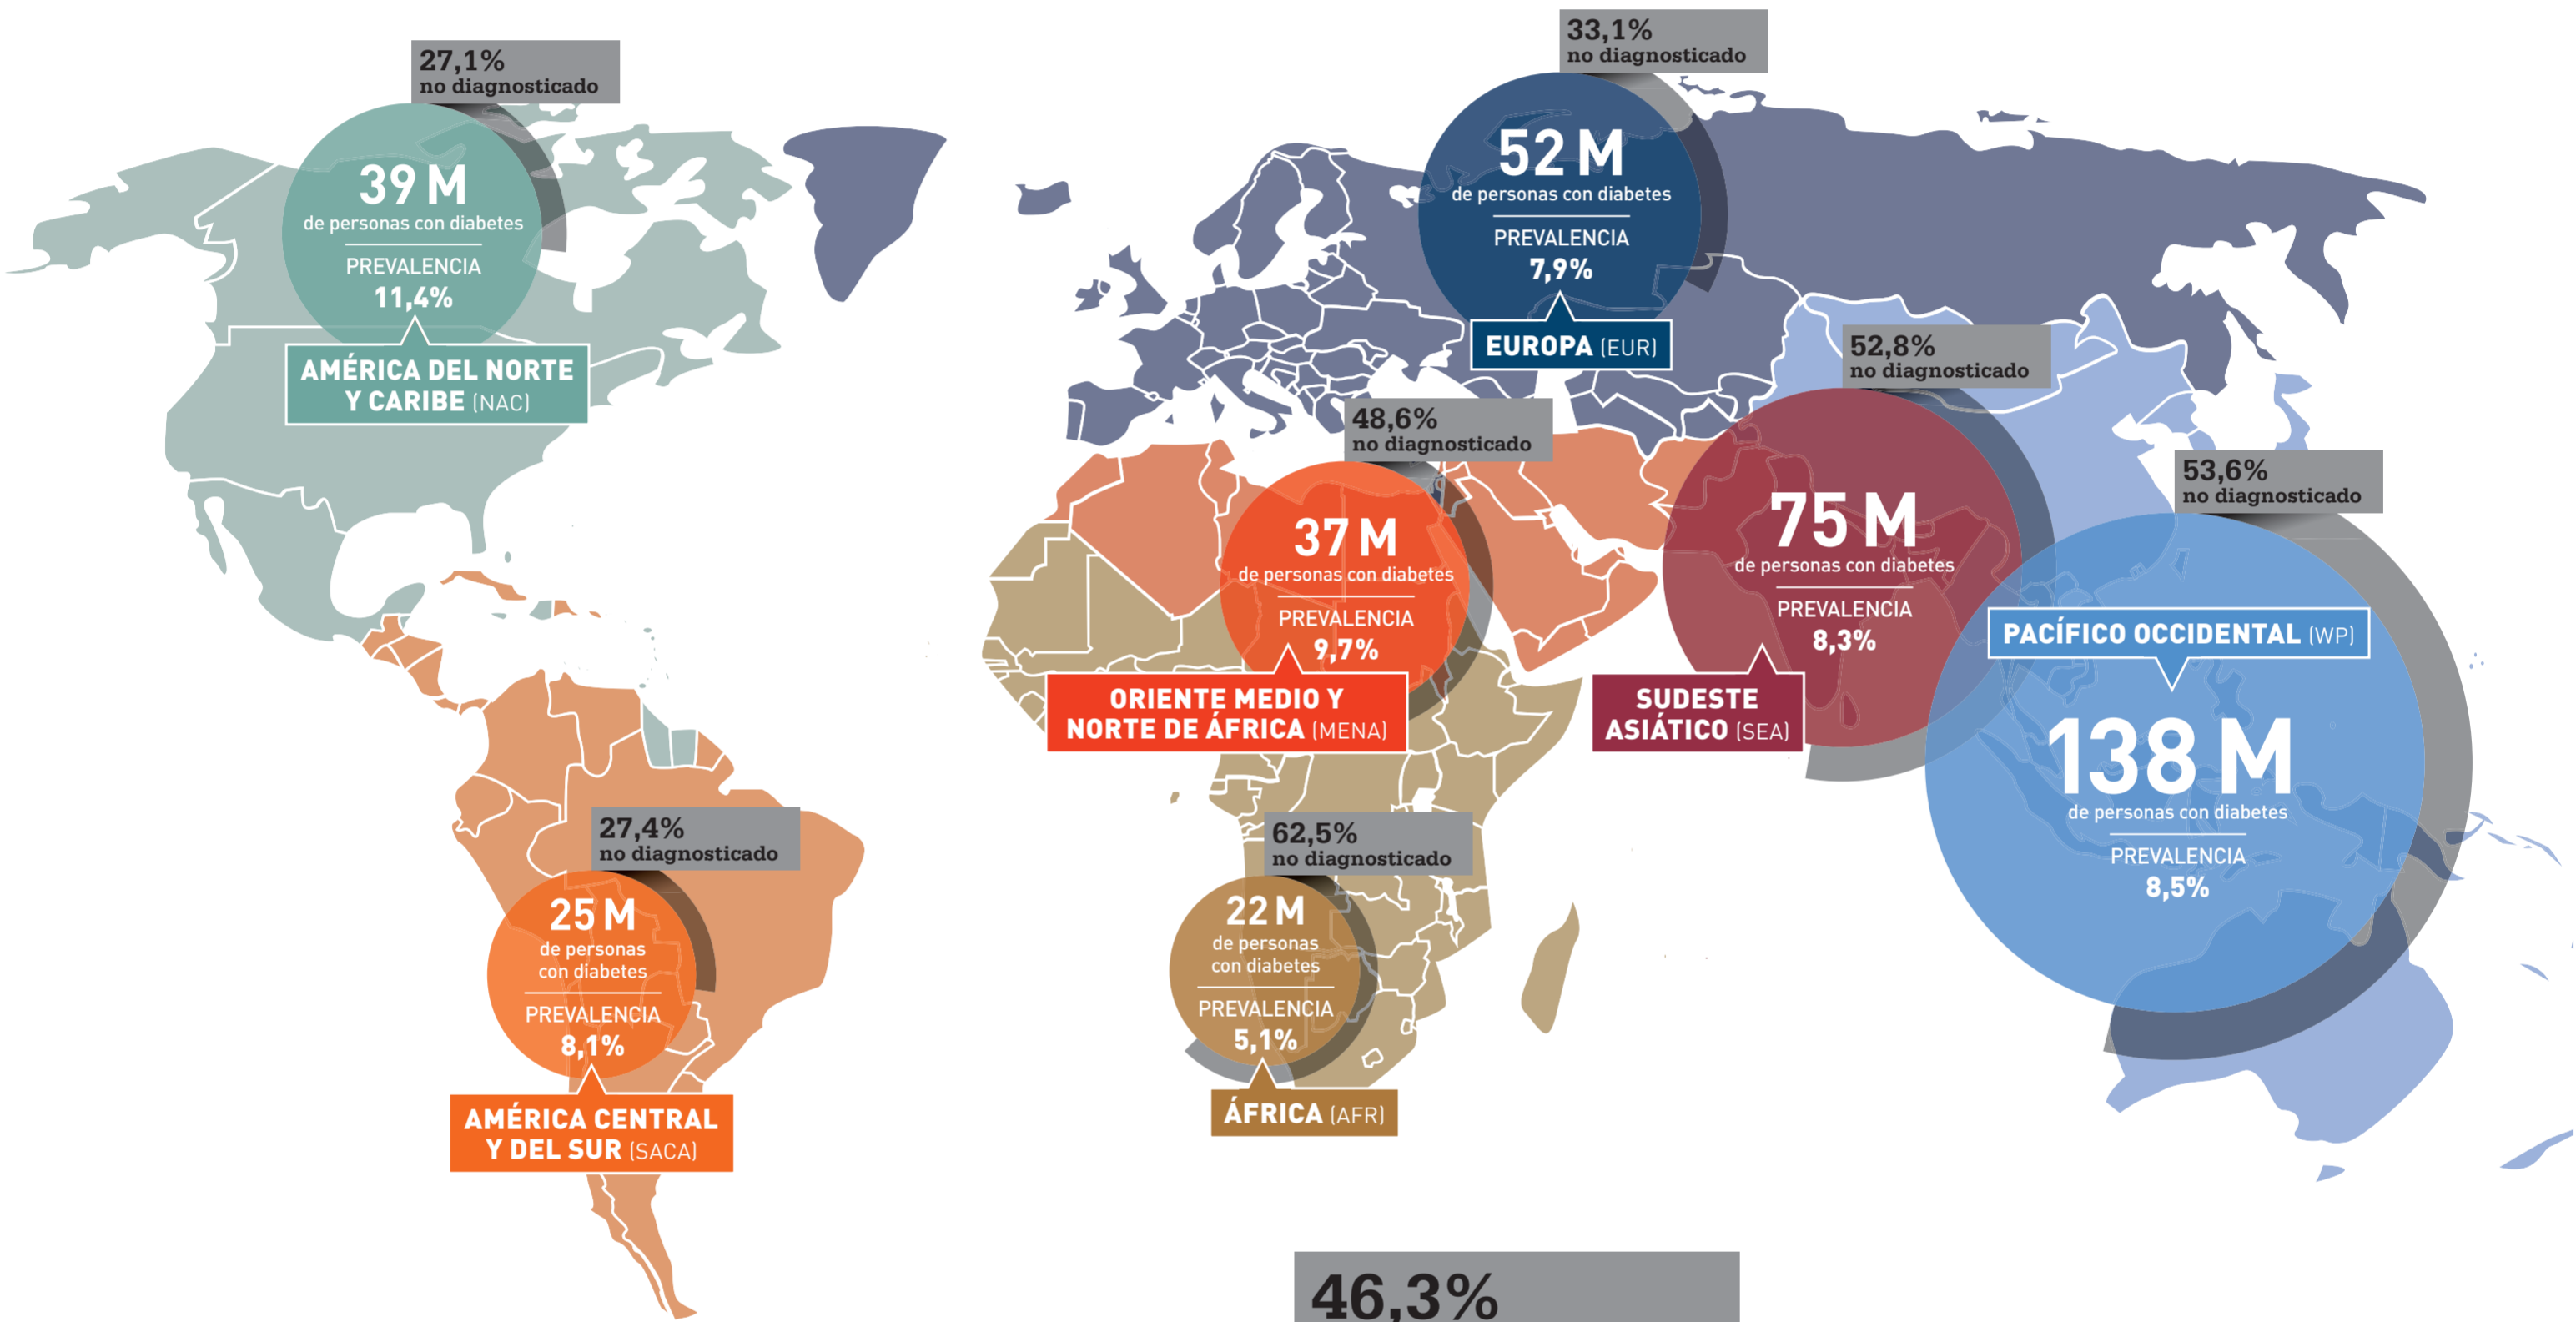 27,1%
no diagnosticado
39 M
de personas con diabetes
PREVALENCIA
11,4%
AMÉRICA DEL NORTE
Y CARIBE (NAC)
33,1%
no diagnosticado
52 M
de personas con diabetes
PREVALENCIA
7,9%
EUROPA (EUR)
48,6%
no diagnosticado
37 M
de personas con diabetes
PREVALENCIA
9,7%
ORIENTE MEDIO Y
NORTE DE ÁFRICA (MENA)
52,8%
no diagnosticado
75 M
de personas con diabetes
PREVALENCIA
8,3%
SUDESTE
ASIÁTICO (SEA)
53,6%
no diagnosticado
PACÍFICO OCCIDENTAL (WP)
138 M
de personas con diabetes
PREVALENCIA
8,5%
27,4%
no diagnosticado
25 M
de personas
con diabetes
PREVALENCIA
8,1%
AMÉRICA CENTRAL
Y DEL SUR (SACA)
62,5%
no diagnosticado
22 M
de personas
con diabetes
PREVALENCIA
5,1%
ÁFRICA (AFR)
46,3%